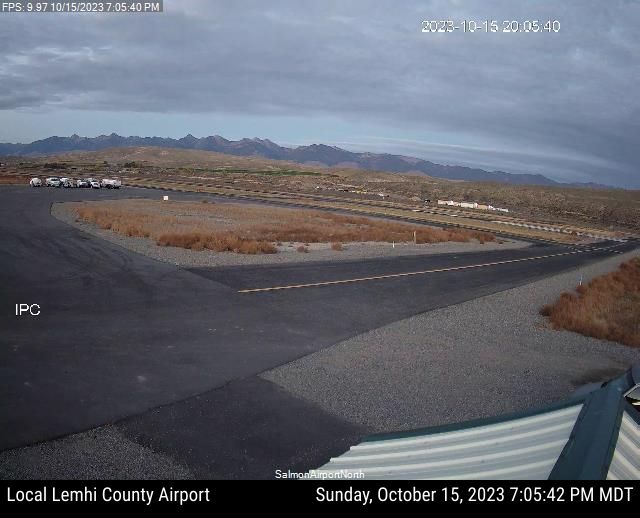 FPS: 9.97 10/15/2023 7:05:40 PM
2023-10-15 20:05:40
IPC
SalmonAirportNorth
Local Lemhi County Airport
Sunday, October 15, 2023 7:05:42 PM MDT